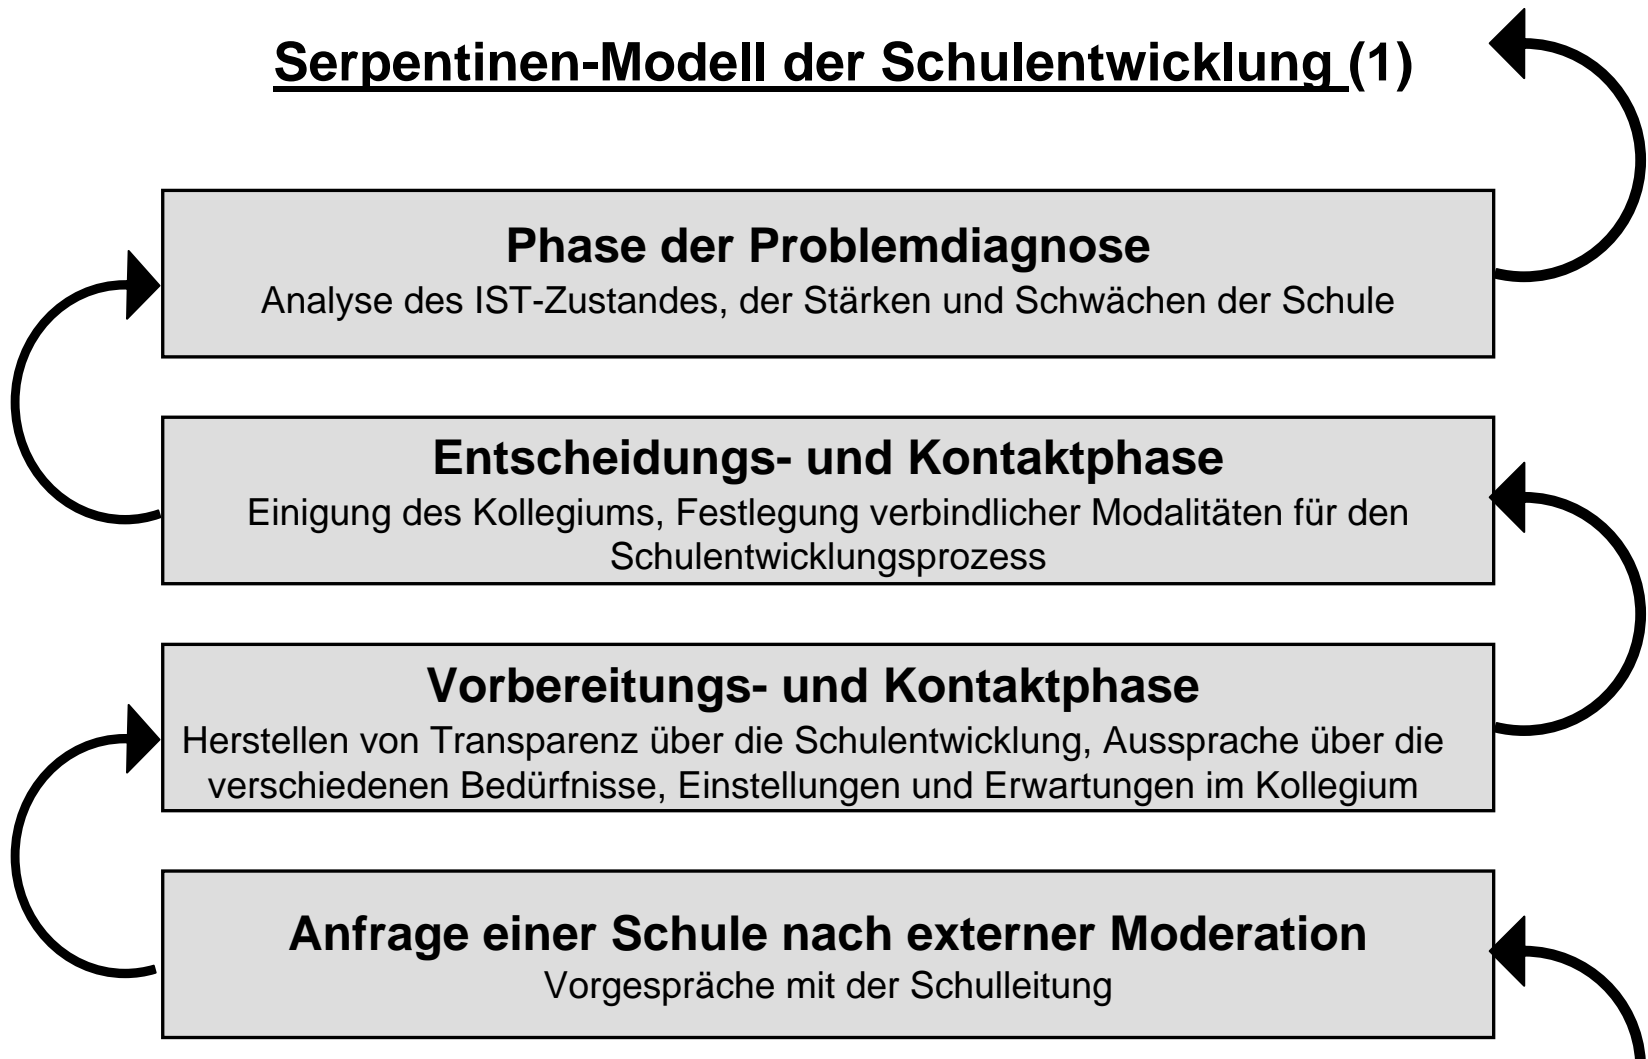 Serpentinen-Modell der Schulentwicklung (1)
Phase der Problemdiagnose
Analyse des IST-Zustandes, der Stärken und Schwächen der Schule
Entscheidungs- und Kontaktphase
Einigung des Kollegiums, Festlegung verbindlicher Modalitäten für den
Schulentwicklungsprozess
Vorbereitungs- und Kontaktphase
Herstellen von Transparenz über die Schulentwicklung, Aussprache über die
verschiedenen Bedürfnisse, Einstellungen und Erwartungen im Kollegium
Anfrage einer Schule nach externer Moderation
Vorgespräche mit der Schulleitung